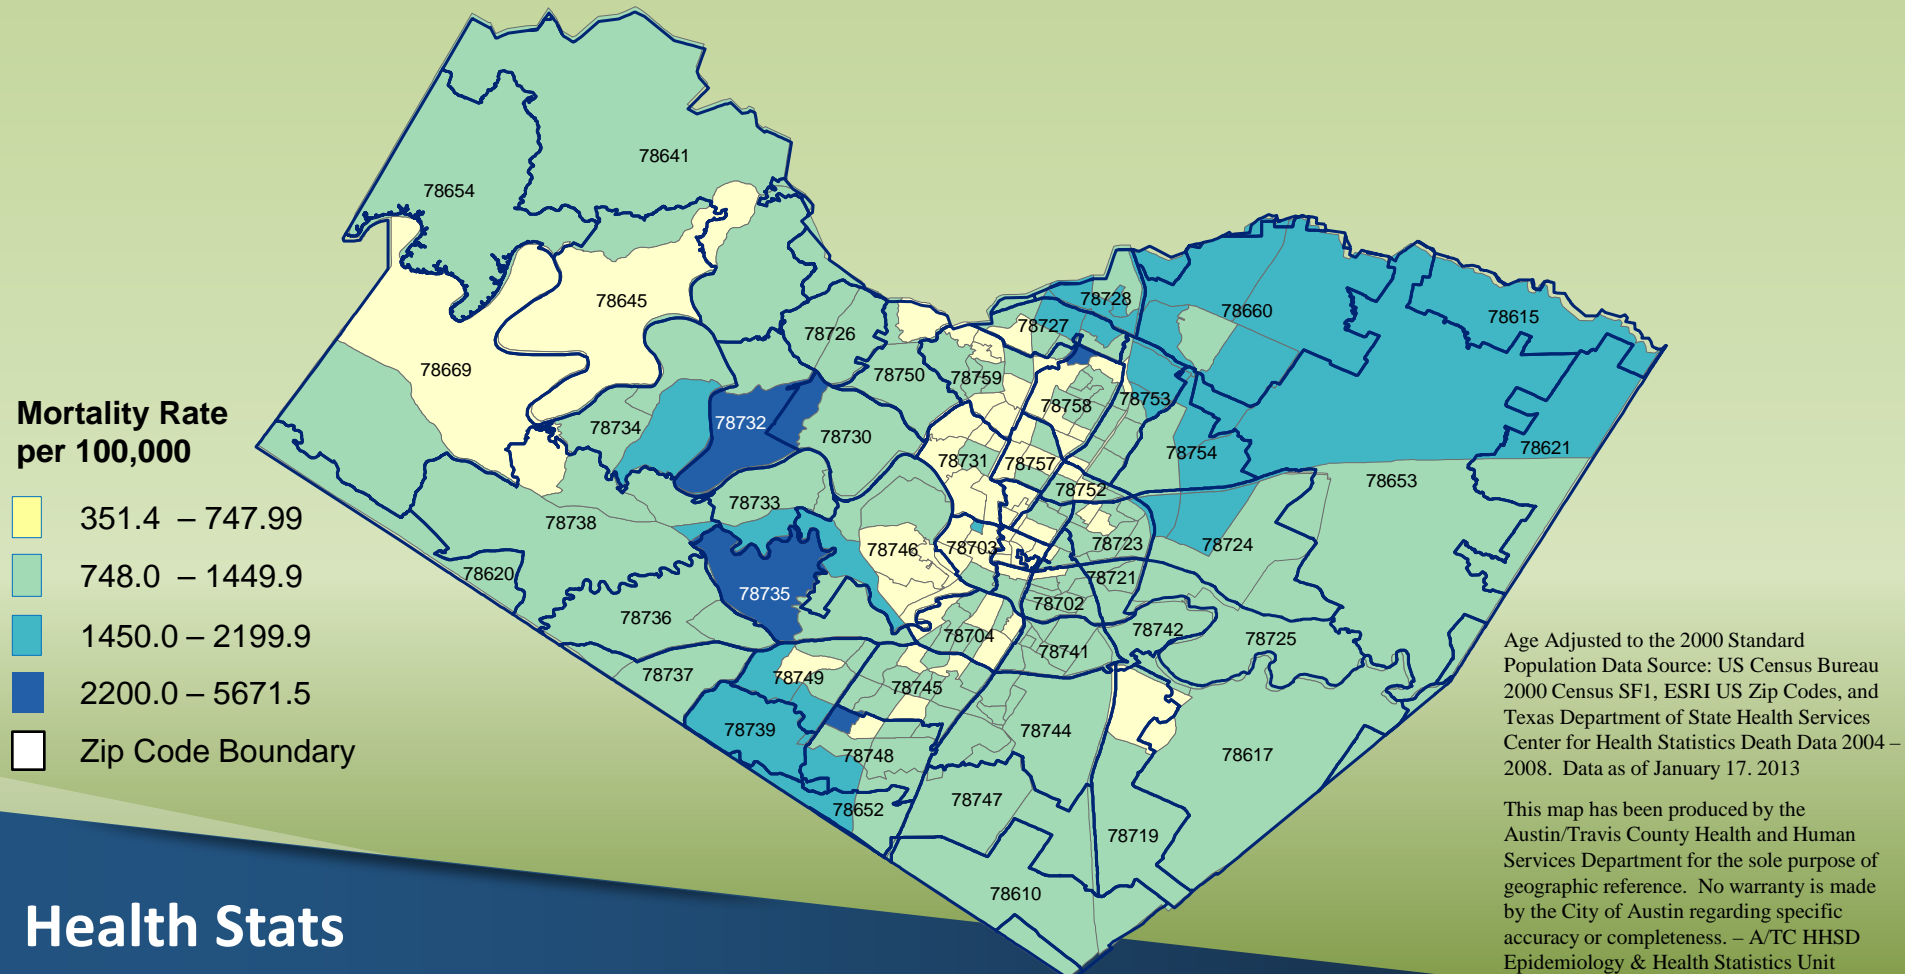 78641
78654
78645
78728
78660
78615
78727
78726
78669
78750
78759
Mortality Rate
per 100,000
78753
78758
78734
78732
78730
78621
78754
78731
78757
78653
78752
351.4 – 747.99
78733
78738
78703
78746
78723
78724
748.0 – 1449.9
78620
78721
78735
78702
78736
78742
1450.0 – 2199.9
78704
78725
78741
78737
78749
78745
2200.0 – 5671.5
78739
78744
Zip Code Boundary
78748
78617
78747
78652
78719
78610
Age Adjusted to the 2000 Standard
Population Data Source: US Census Bureau
2000 Census SF1, ESRI US Zip Codes, and
Texas Department of State Health Services
Center for Health Statistics Death Data 2004 –
2008. Data as of January 17. 2013
This map has been produced by the
Austin/Travis County Health and Human
Services Department for the sole purpose of
geographic reference. No warranty is made
by the City of Austin regarding specific
accuracy or completeness. – A/TC HHSD
Epidemiology & Health Statistics Unit
Health Stats